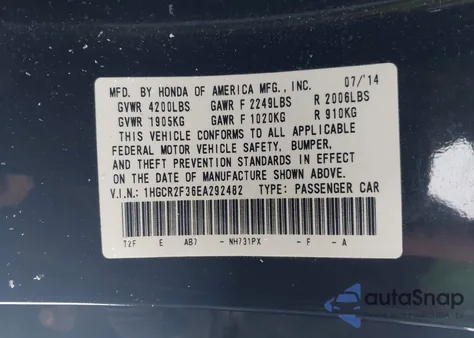 MFD. BY HONDA OF AMERICA MFG., INC. 07/'14
GVWR 4200LBS GAWR F 2249LBS R 2006LBS
GVWR 1905KG GAWR F 1020KG R 910KG
THIS VEHICLE CONFORMS TO ALL APPLICABLE
FEDERAL MOTOR VEHICLE SAFETY, BUMPER,
AND THEFT PREVENTION STANDARDS IN EFFECT
ON THE DATE OF MANUFACTURE SHOWN ABOVE.
V.I.N.: 1HGCR2F36EA292482 TYPE: PASSENGER CAR
T2F E AB7 - NH731PX - F - A
autoSnap